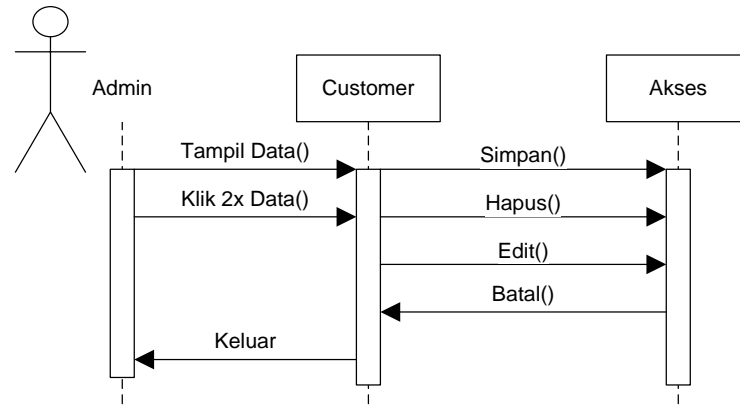 Admin
Customer
Akses
Tampil Data()
Simpan()
Klik 2x Data()
Hapus()
Edit()
Batal()
Keluar